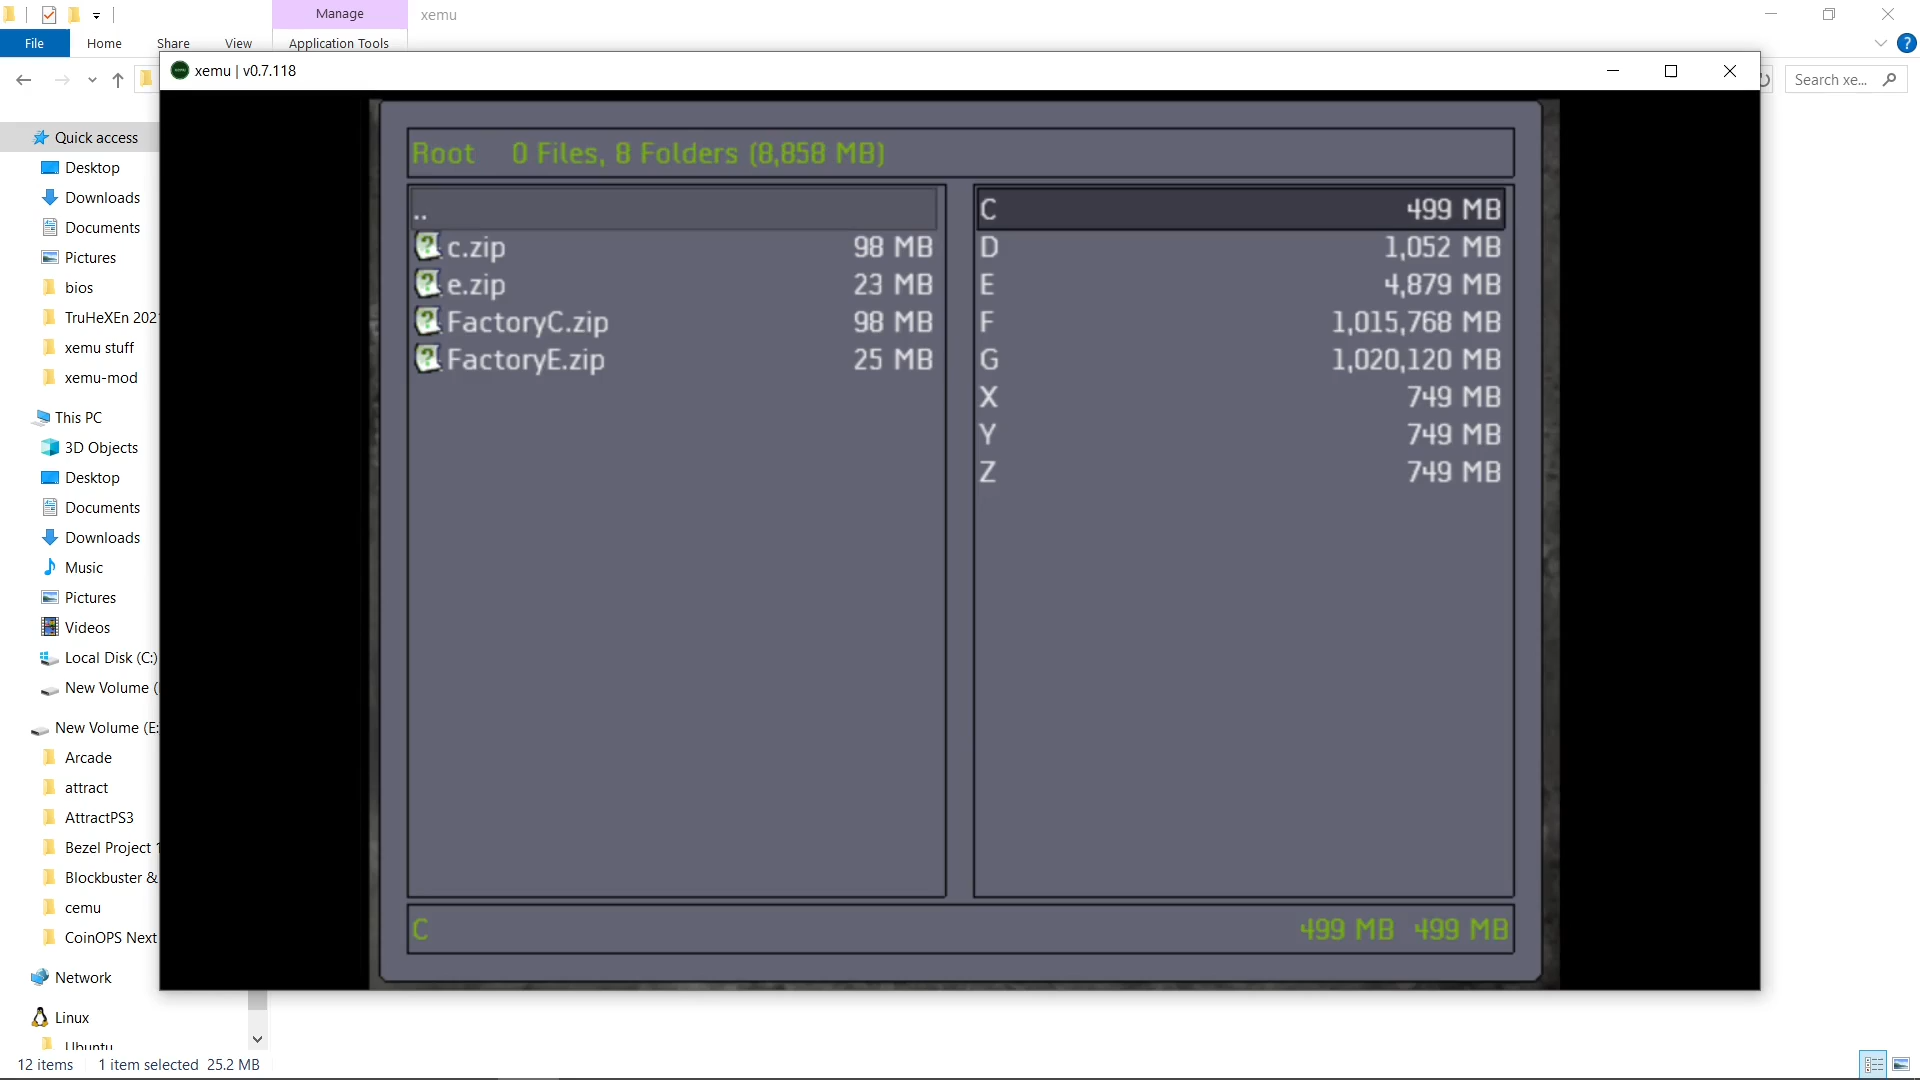 Manage
xemu
File
Home
Share
View
Application Tools
xemu | v0.7.118
Search xe...
Quick access
Desktop
Downloads
Documents
Pictures
bios
TruHeXEn 202
xemu stuff
xemu-mod
This PC
3D Objects
Desktop
Documents
Downloads
Music
Pictures
Videos
Local Disk (C:)
New Volume (
New Volume (E:
Arcade
attract
AttractPS3
Bezel Project 1
Blockbuster &
cemu
CoinOPS Next
Network
Linux
Ubuntu
Root 0 Files, 8 Folders (8,858 MB)
..
c.zip 98 MB
e.zip 23 MB
FactoryC.zip 98 MB
FactoryE.zip 25 MB
C 499 MB
D 1,052 MB
E 4,879 MB
F 1,015,768 MB
G 1,020,120 MB
X 749 MB
Y 749 MB
Z 749 MB
C 499 MB 499 MB
12 items 1 item selected 25.2 MB